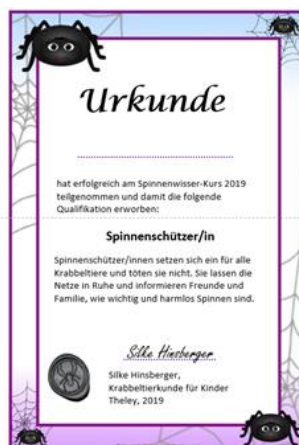 Urkunde
hat erfolgreich am Spinnenwisser-Kurs 2019
teilgenommen und damit die folgende
Qualifikation erworben:
Spinnenschützer/in
Spinnenschützer/innen setzen sich ein für alle
Krabbeltiere und töten sie nicht. Sie lassen die
Netze in Ruhe und informieren Freunde und
Familie, wie wichtig und harmlos Spinnen sind.
Silke Hinsberger
Silke Hinsberger,
Krabbeltierkunde für Kinder
Theley, 2019